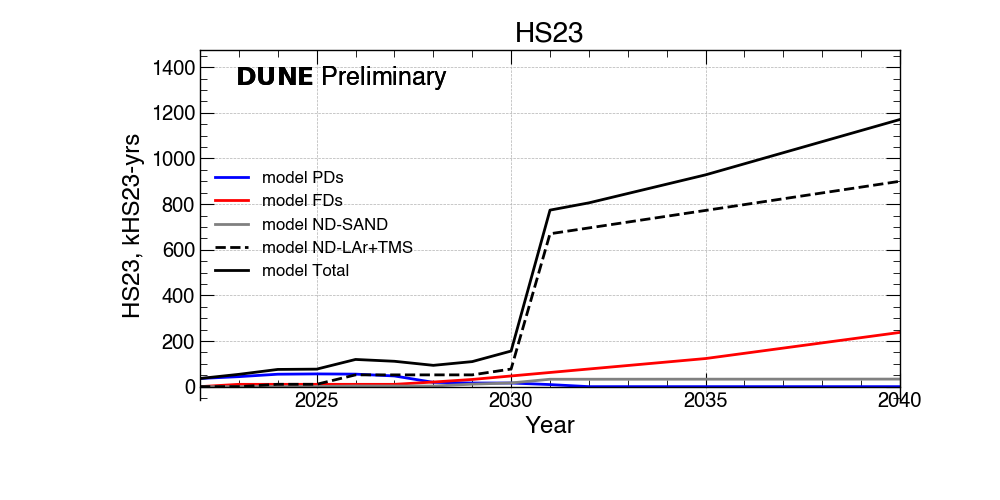 HS23
DUNE Preliminary
HS23, kHS23-yrs
1400
1200
1000
800
600
400
200
0
model PDs
model FDs
model ND-SAND
model ND-LAr+TMS
model Total
2025 2030 2035 2040
Year